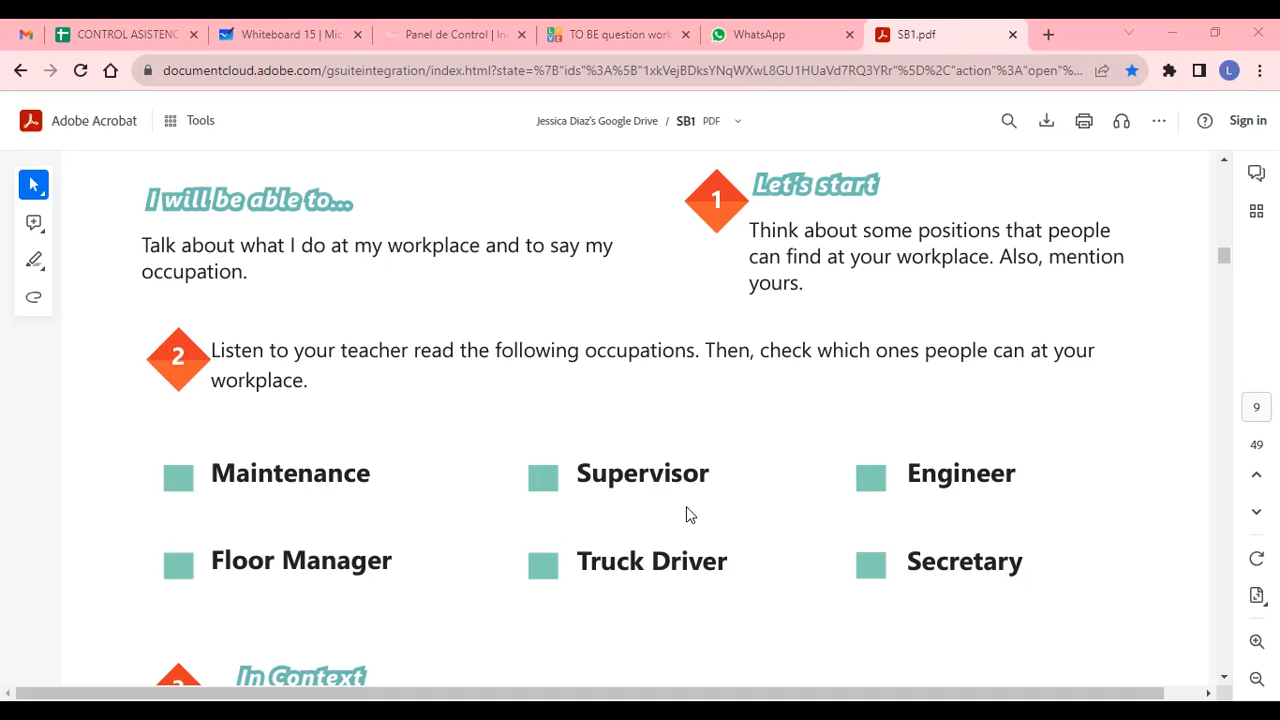 CONTROL ASISTENC
Whiteboard 15 | Mic
Panel de Control | In
TO BE question work
WhatsApp
SB1.pdf
documentcloud.adobe.com/gsuiteintegration/index.html?state=%7B"ids"%3A%5B"1xkVejBDksYNqWXwL8GU1HUaVd7RQ3YRr"%5D%2C"action"%3A"open"%...
L
Adobe Acrobat
Tools
Jessica Diaz's Google Drive / SB1 PDF
Sign in
I will be able to...
Talk about what I do at my workplace and to say my
occupation.
1
Let's start
Think about some positions that people
can find at your workplace. Also, mention
yours.
2
Listen to your teacher read the following occupations. Then, check which ones people can at your
workplace.
Maintenance
Supervisor
Engineer
Floor Manager
Truck Driver
Secretary
In Context
9
49